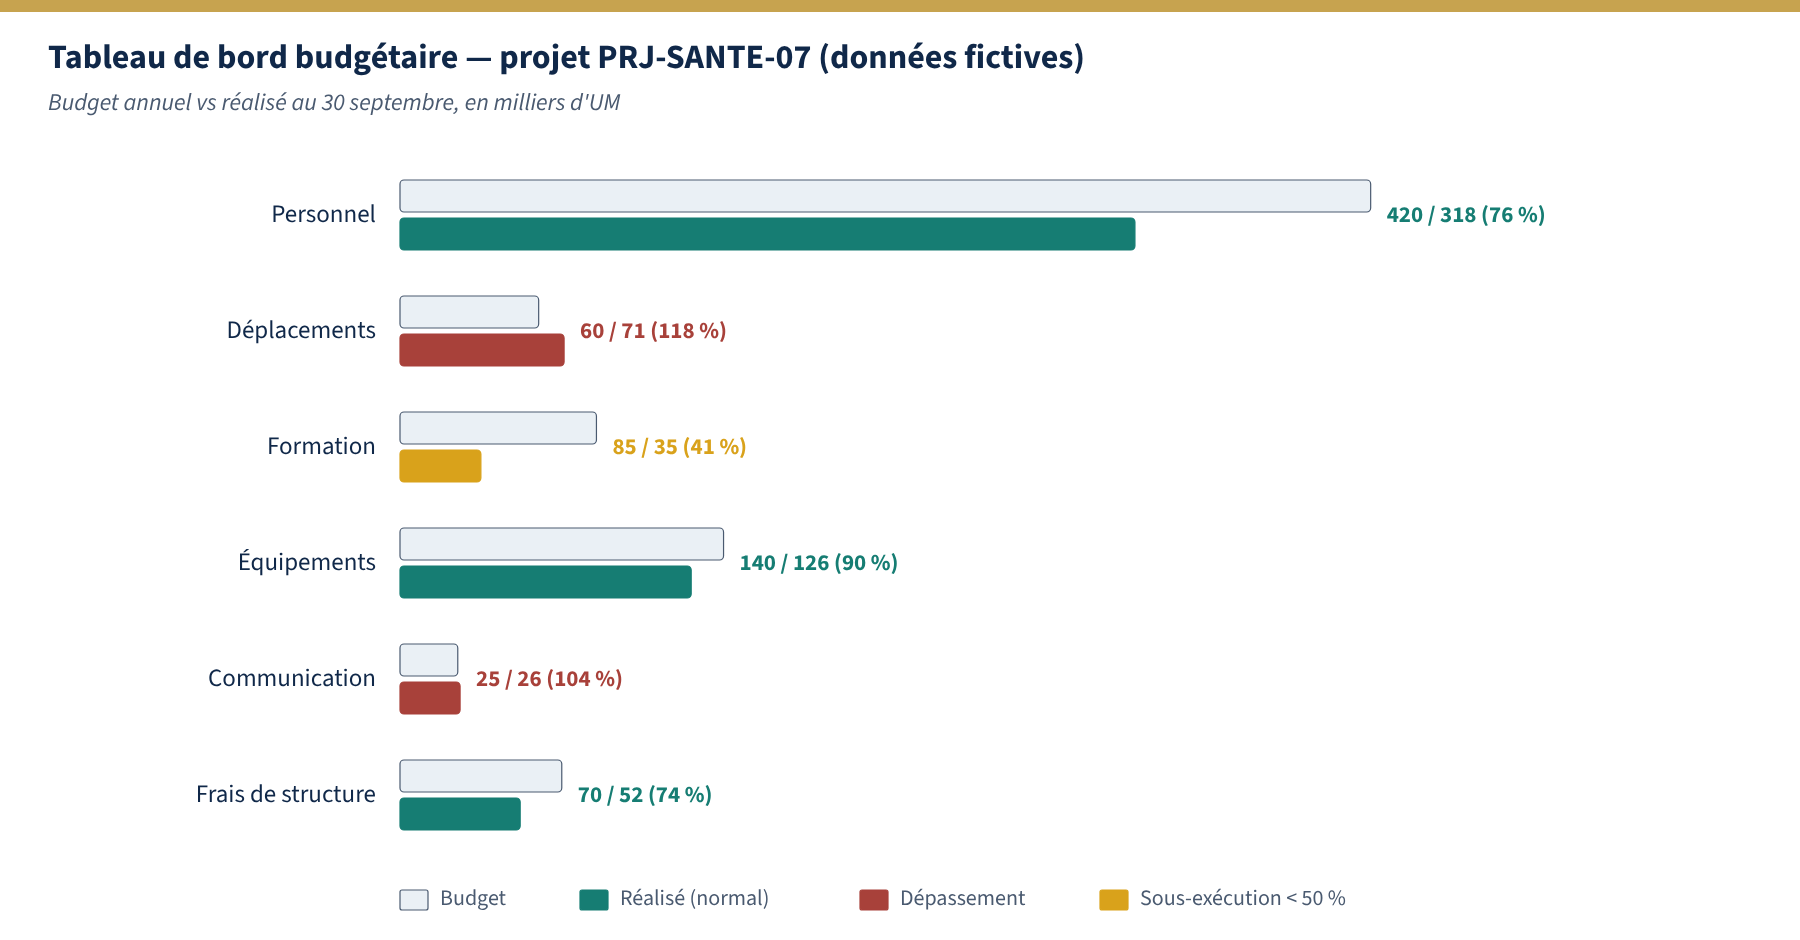 Tableau de bord budgétaire — projet PRJ-SANTE-07 (données fictives)
Budget annuel vs réalisé au 30 septembre, en milliers d'UM
Personnel
420 / 318 (76 %)
Déplacements
60 / 71 (118 %)
Formation
85 / 35 (41 %)
Équipements
140 / 126 (90 %)
Communication
25 / 26 (104 %)
Frais de structure
70 / 52 (74 %)
Budget
Réalisé (normal)
Dépassement
Sous-exécution < 50 %